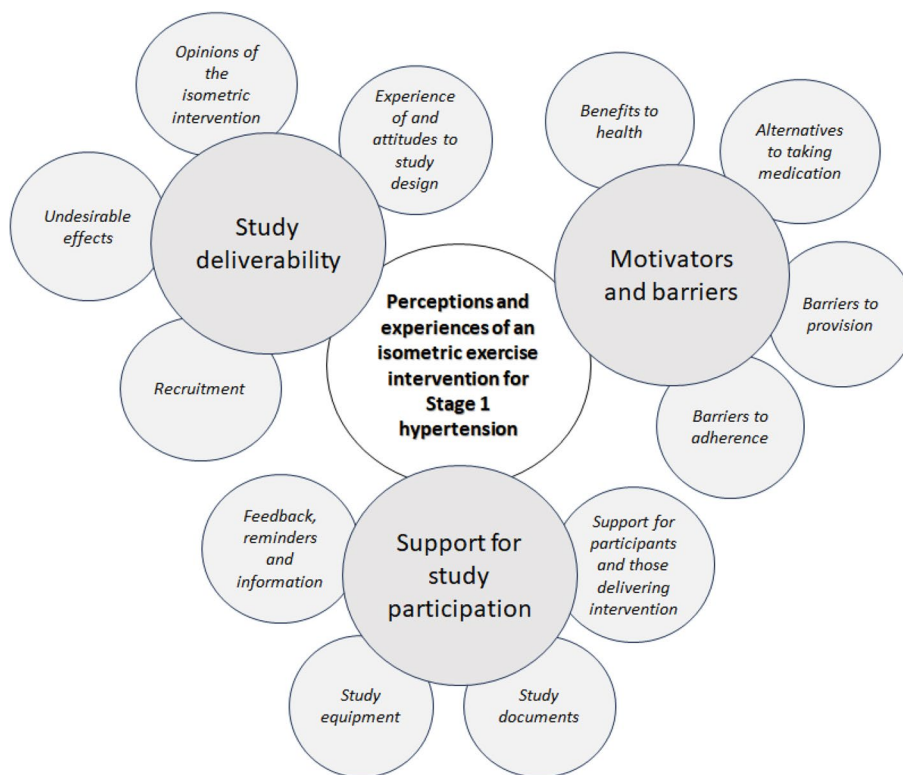 Opinions of
the
isometric
intervention
Experience
of and
attitudes to
study
design
Undesirable
effects
Study
deliverability
Recruitment
Benefits to
health
Alternatives
to taking
medication
Motivators
and barriers
Barriers to
provision
Barriers to
adherence
Perceptions and
experiences of an
isometric exercise
intervention for
Stage 1
hypertension
Feedback,
reminders
and
information
Support for
study
participation
Support for
participants
and those
delivering
intervention
Study
equipment
Study
documents